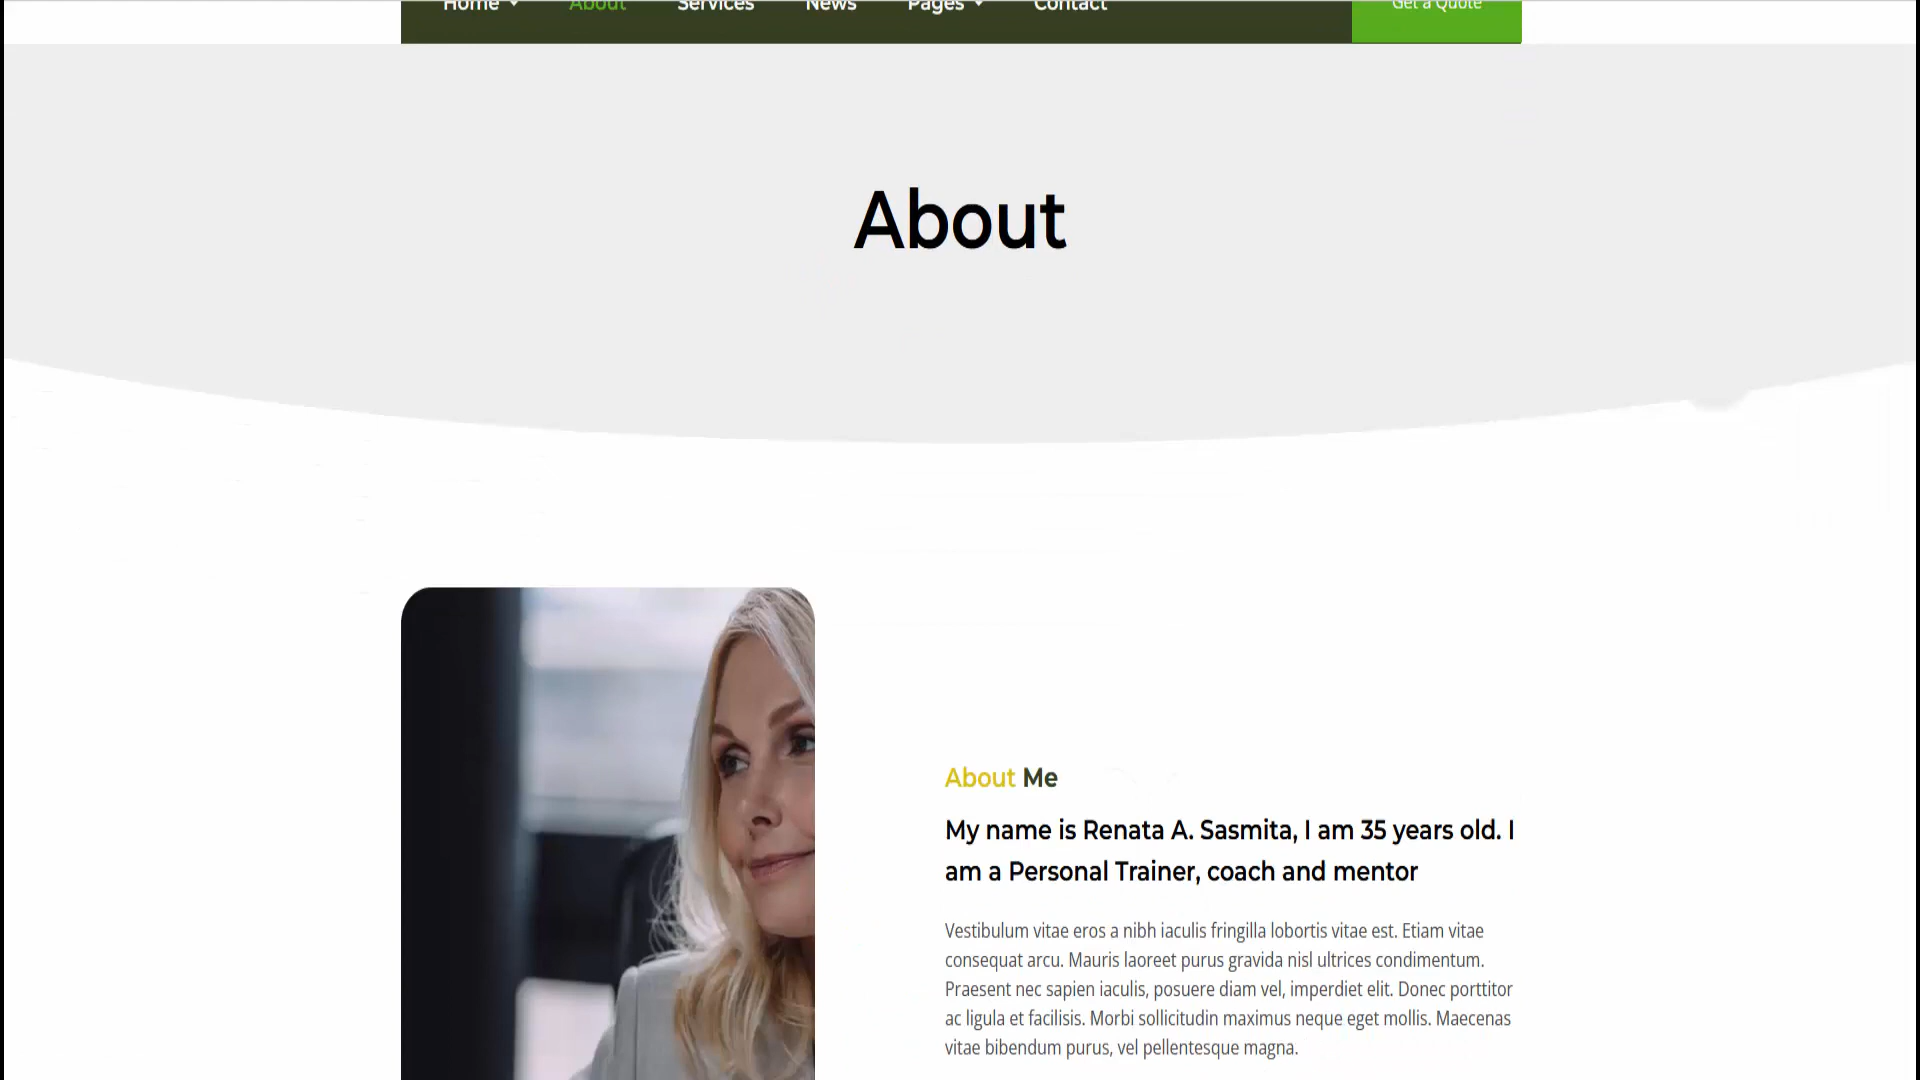 Home About Services News Pages Contact Get a Quote
About
About Me
My name is Renata A. Sasmita, I am 35 years old. I
am a Personal Trainer, coach and mentor
Vestibulum vitae eros a nibh iaculis fringilla lobortis vitae est. Etiam vitae
consequat arcu. Mauris laoreet purus gravida nisl ultrices condimentum.
Praesent nec sapien iaculis, posuere diam vel, imperdiet elit. Donec porttitor
ac ligula et facilisis. Morbi sollicitudin maximus neque eget mollis. Maecenas
vitae bibendum purus, vel pellentesque magna.